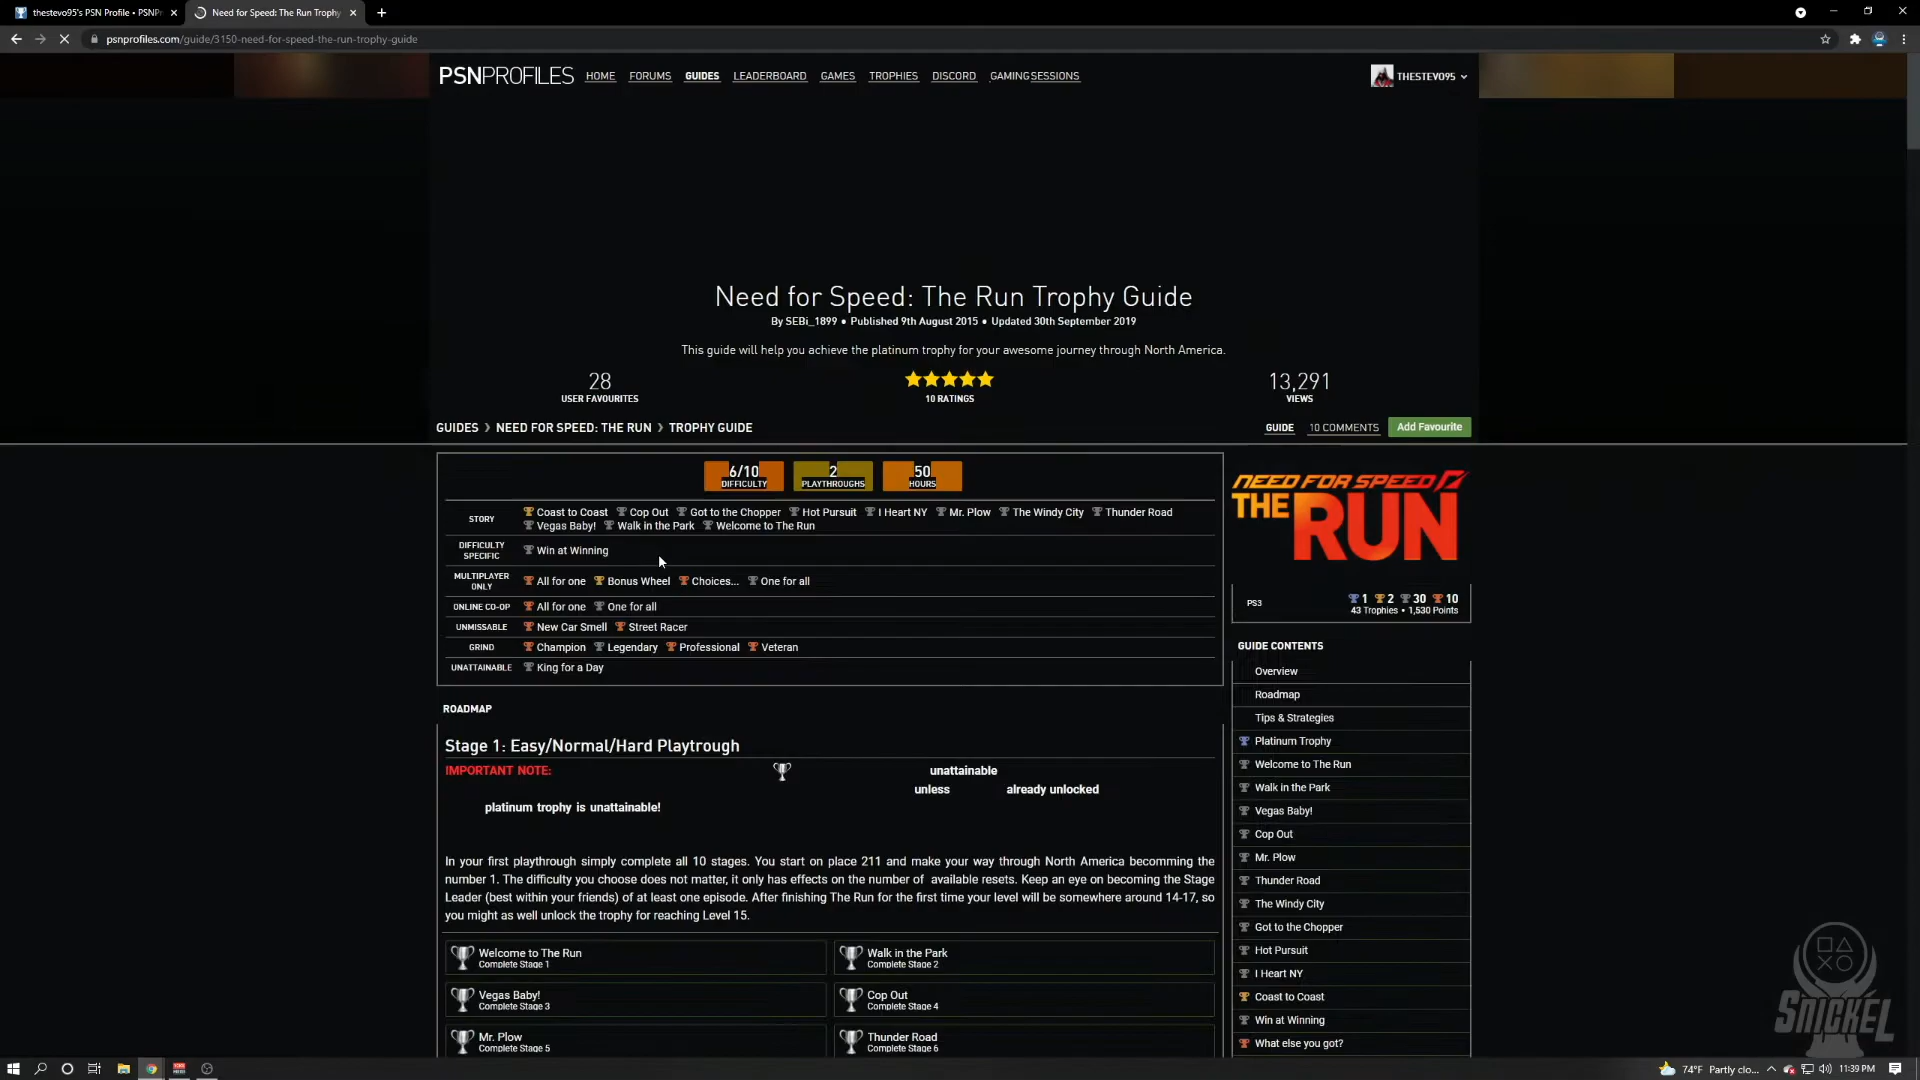 thestevo95's PSN Profile • PSNP
Need for Speed: The Run Trophy
psnprofiles.com/guide/3150-need-for-speed-the-run-trophy-guide
PSNPROFILES HOME FORUMS GUIDES LEADERBOARD GAMES TROPHIES DISCORD GAMINGSESSIONS THESTEVO95
Need for Speed: The Run Trophy Guide
By SEBi_1899 • Published 9th August 2015 • Updated 30th September 2019
This guide will help you achieve the platinum trophy for your awesome journey through North America.
28
USER FAVOURITES
10 RATINGS
13,291
VIEWS
GUIDES > NEED FOR SPEED: THE RUN > TROPHY GUIDE
GUIDE 10 COMMENTS Add Favourite
6/10
DIFFICULTY
2
PLAYTHROUGHS
50
HOURS
STORY
Coast to Coast Cop Out Got to the Chopper Hot Pursuit I Heart NY Mr. Plow The Windy City Thunder Road
Vegas Baby! Walk in the Park Welcome to The Run
DIFFICULTY
SPECIFIC
Win at Winning
MULTIPLAYER
ONLY
All for one Bonus Wheel Choices... One for all
ONLINE CO-OP All for one One for all
UNMISSABLE New Car Smell Street Racer
GRIND Champion Legendary Professional Veteran
UNATTAINABLE King for a Day
ROADMAP
Stage 1: Easy/Normal/Hard Playtrough
IMPORTANT NOTE: unattainable
unless already unlocked
platinum trophy is unattainable!
In your first playthrough simply complete all 10 stages. You start on place 211 and make your way through North America becomming the
number 1. The difficulty you choose does not matter, it only has effects on the number of available resets. Keep an eye on becoming the Stage
Leader (best within your friends) of at least one episode. After finishing The Run for the first time your level will be somewhere around 14-17, so
you might as well unlock the trophy for reaching Level 15.
Welcome to The Run
Complete Stage 1
Walk in the Park
Complete Stage 2
Vegas Baby!
Complete Stage 3
Cop Out
Complete Stage 4
Mr. Plow
Complete Stage 5
Thunder Road
Complete Stage 6
NEED FOR SPEED
THE RUN
PS3 1 2 30 10
43 Trophies • 1,530 Points
GUIDE CONTENTS
Overview
Roadmap
Tips & Strategies
Platinum Trophy
Welcome to The Run
Walk in the Park
Vegas Baby!
Cop Out
Mr. Plow
Thunder Road
The Windy City
Got to the Chopper
Hot Pursuit
I Heart NY
Coast to Coast
Win at Winning
What else you got?
SNICKEL
74°F Partly clo... 11:39 PM